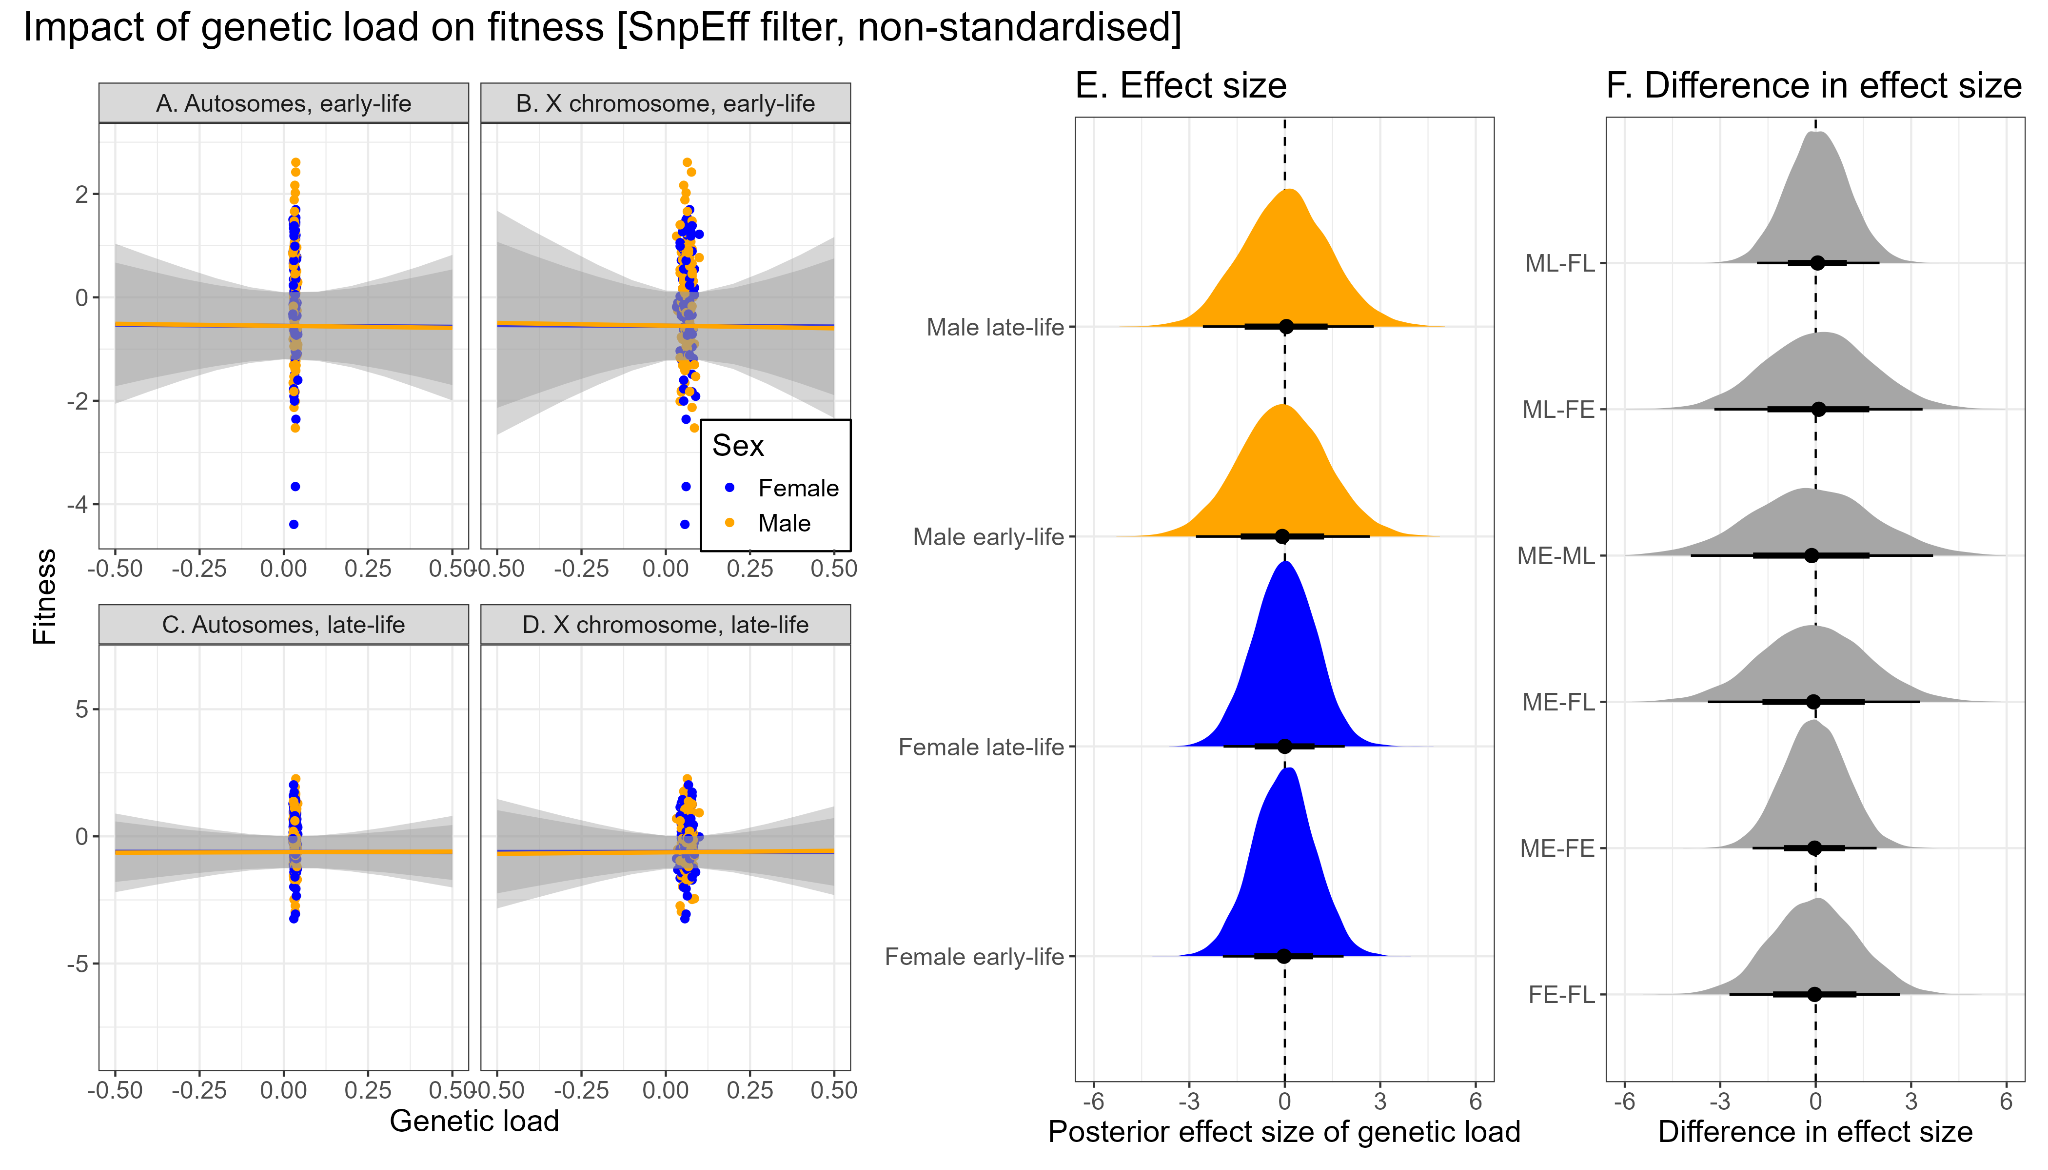 Impact of genetic load on fitness [SnpEff filter, non-standardised]
A. Autosomes, early-life
B. X chromosome, early-life
2
0
-2
-4
-0.50 -0.25 0.00 0.25 0.50
-0.50 -0.25 0.00 0.25 0.50
Sex
Female
Male
Fitness
C. Autosomes, late-life
D. X chromosome, late-life
5
0
-5
-0.50 -0.25 0.00 0.25 0.50
-0.50 -0.25 0.00 0.25 0.50
Genetic load
E. Effect size
Male late-life
Male early-life
Female late-life
Female early-life
-6 -3 0 3 6
Posterior effect size of genetic load
F. Difference in effect size
ML-FL
ML-FE
ME-ML
ME-FL
ME-FE
FE-FL
-6 -3 0 3 6
Difference in effect size